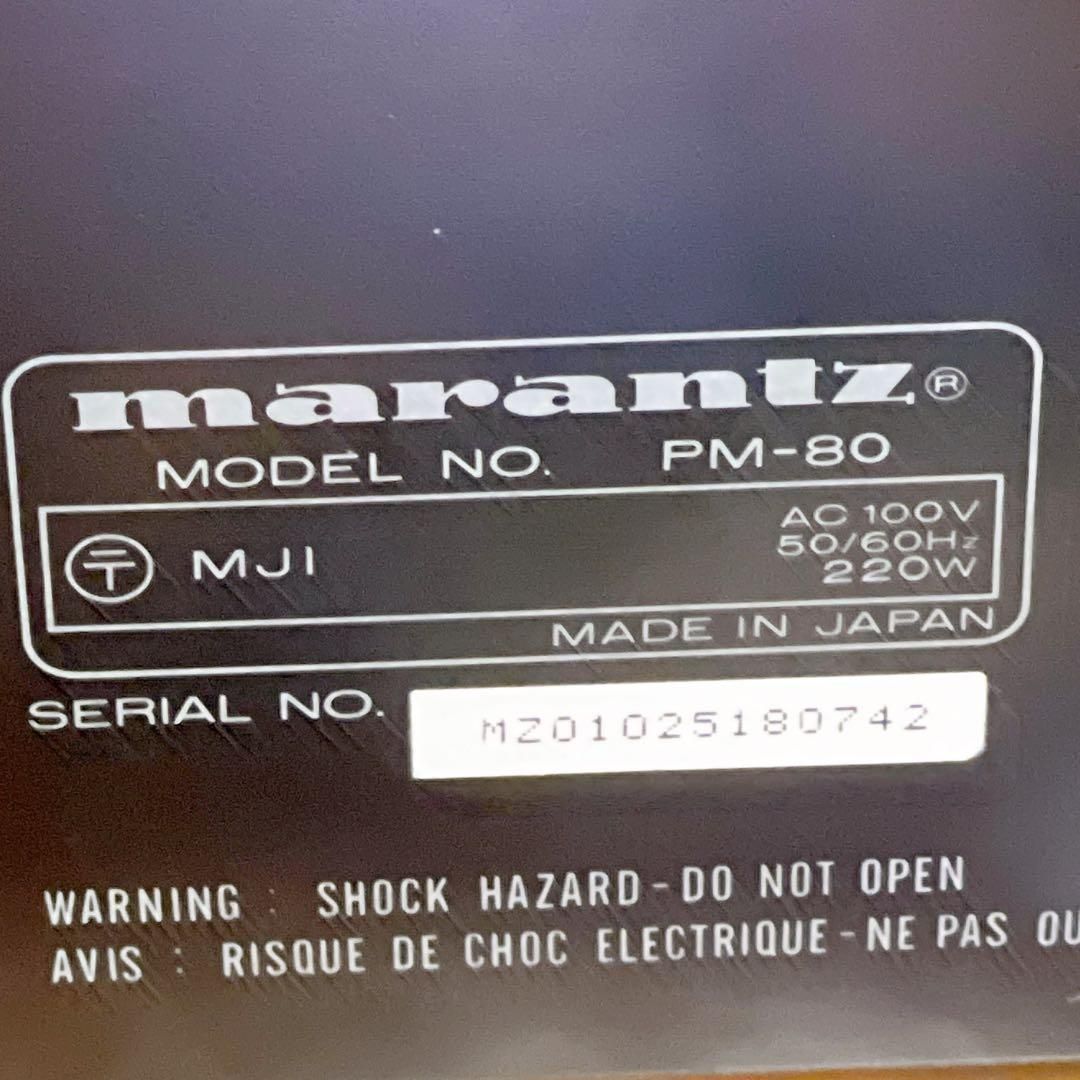 marantz®
MODEL NO. PM-80
〒 MJI
AC 100V
50/60Hz
220W
MADE IN JAPAN
SERIAL NO. MZ01025180742
WARNING : SHOCK HAZARD-DO NOT OPEN
AVIS : RISQUE DE CHOC ELECTRIQUE-NE PAS OU